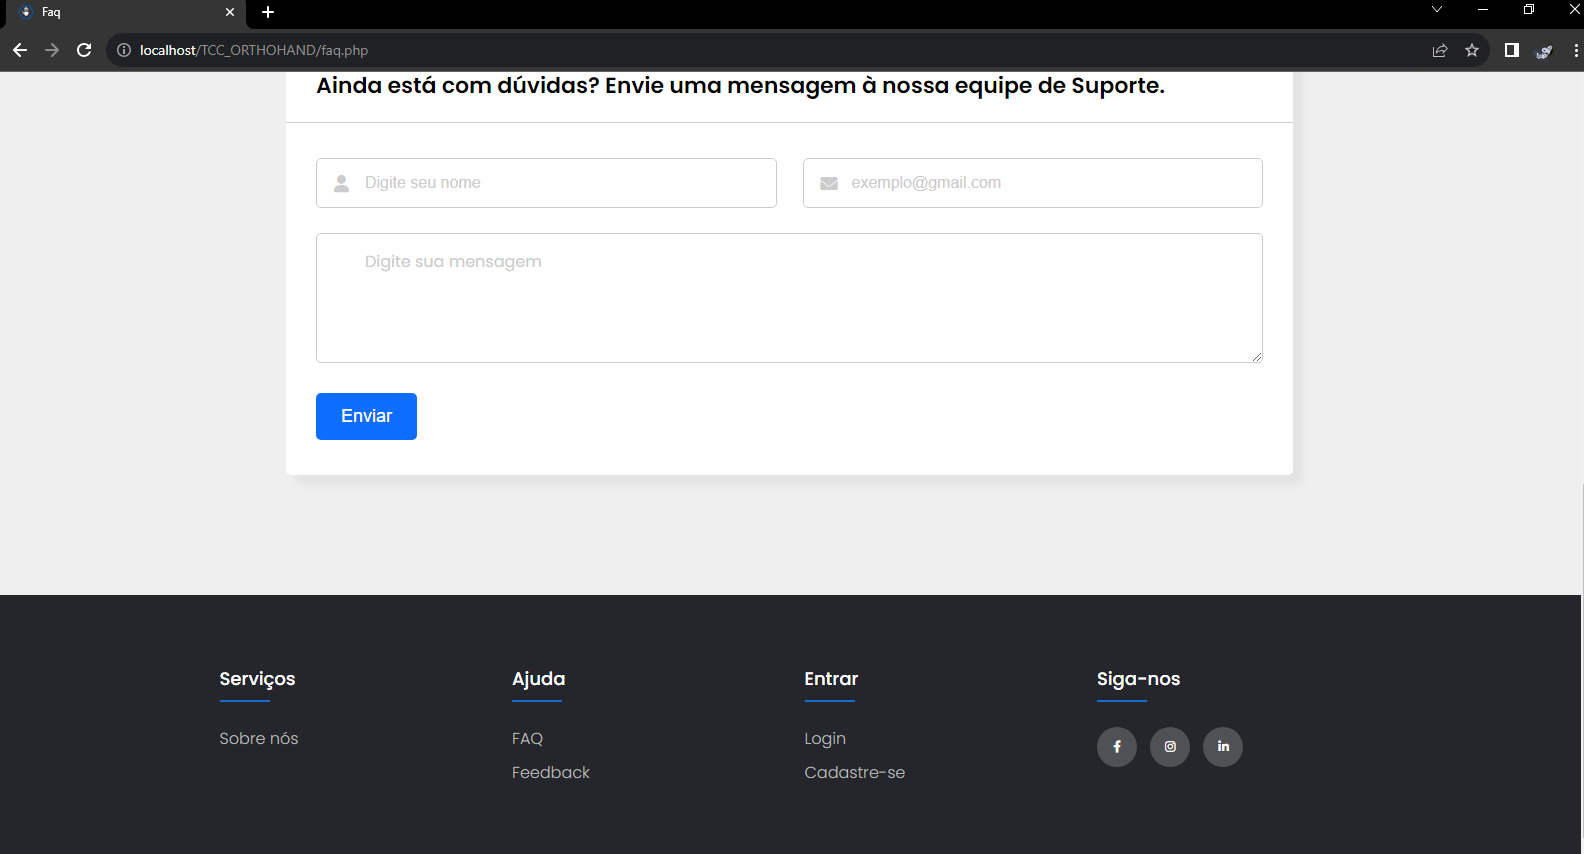 Faq
localhost/TCC_ORTHOHAND/faq.php
Ainda está com dúvidas? Envie uma mensagem à nossa equipe de Suporte.
Digite seu nome
exemplo@gmail.com
Digite sua mensagem
Enviar
Serviços
Sobre nós
Ajuda
FAQ
Feedback
Entrar
Login
Cadastre-se
Siga-nos